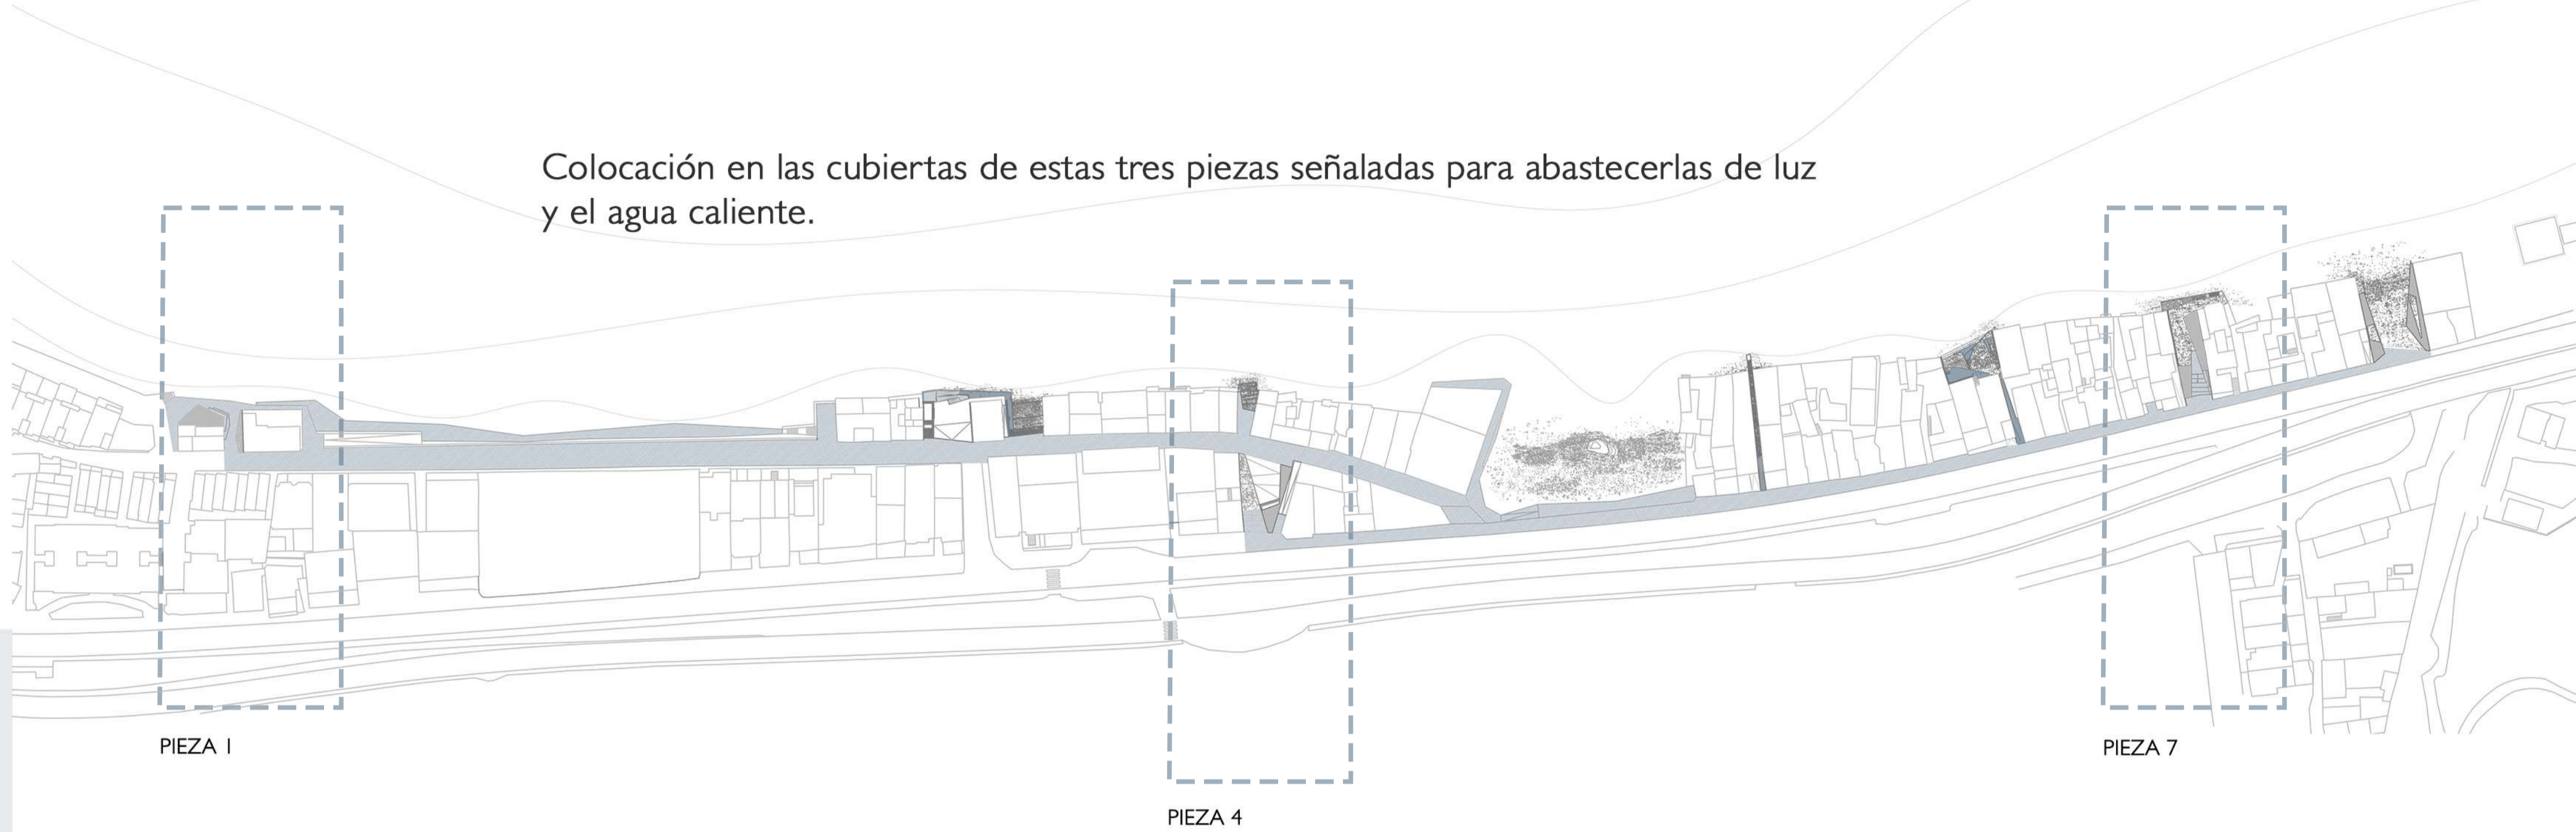 Colocación en las cubiertas de estas tres piezas señaladas para abastecerlas de luz
y el agua caliente.
PIEZA 1
PIEZA 4
PIEZA 7